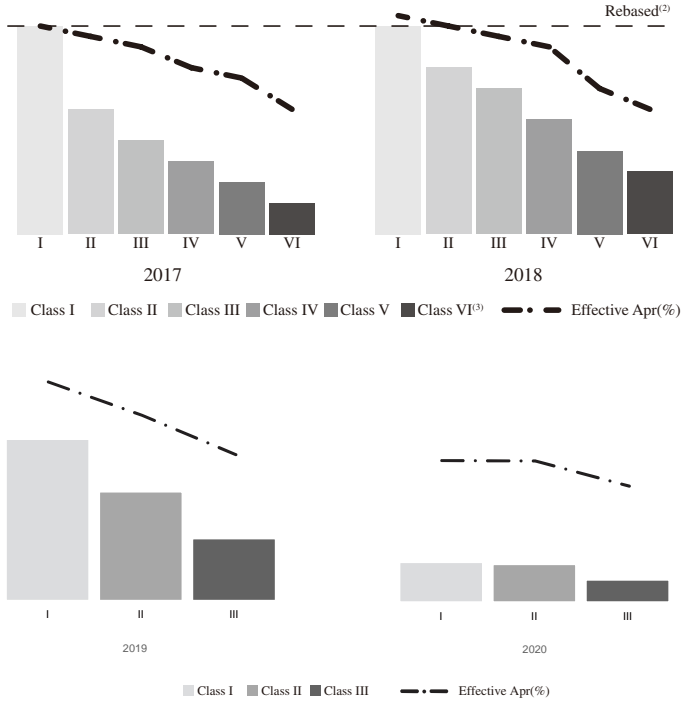 Rebased(2)
I II III IV V VI I II III IV V VI
2017 2018
Class I Class II Class III Class IV Class V Class VI(3) Effective Apr(%)
I II III I II III
2019 2020
Class I Class II Class III Effective Apr(%)